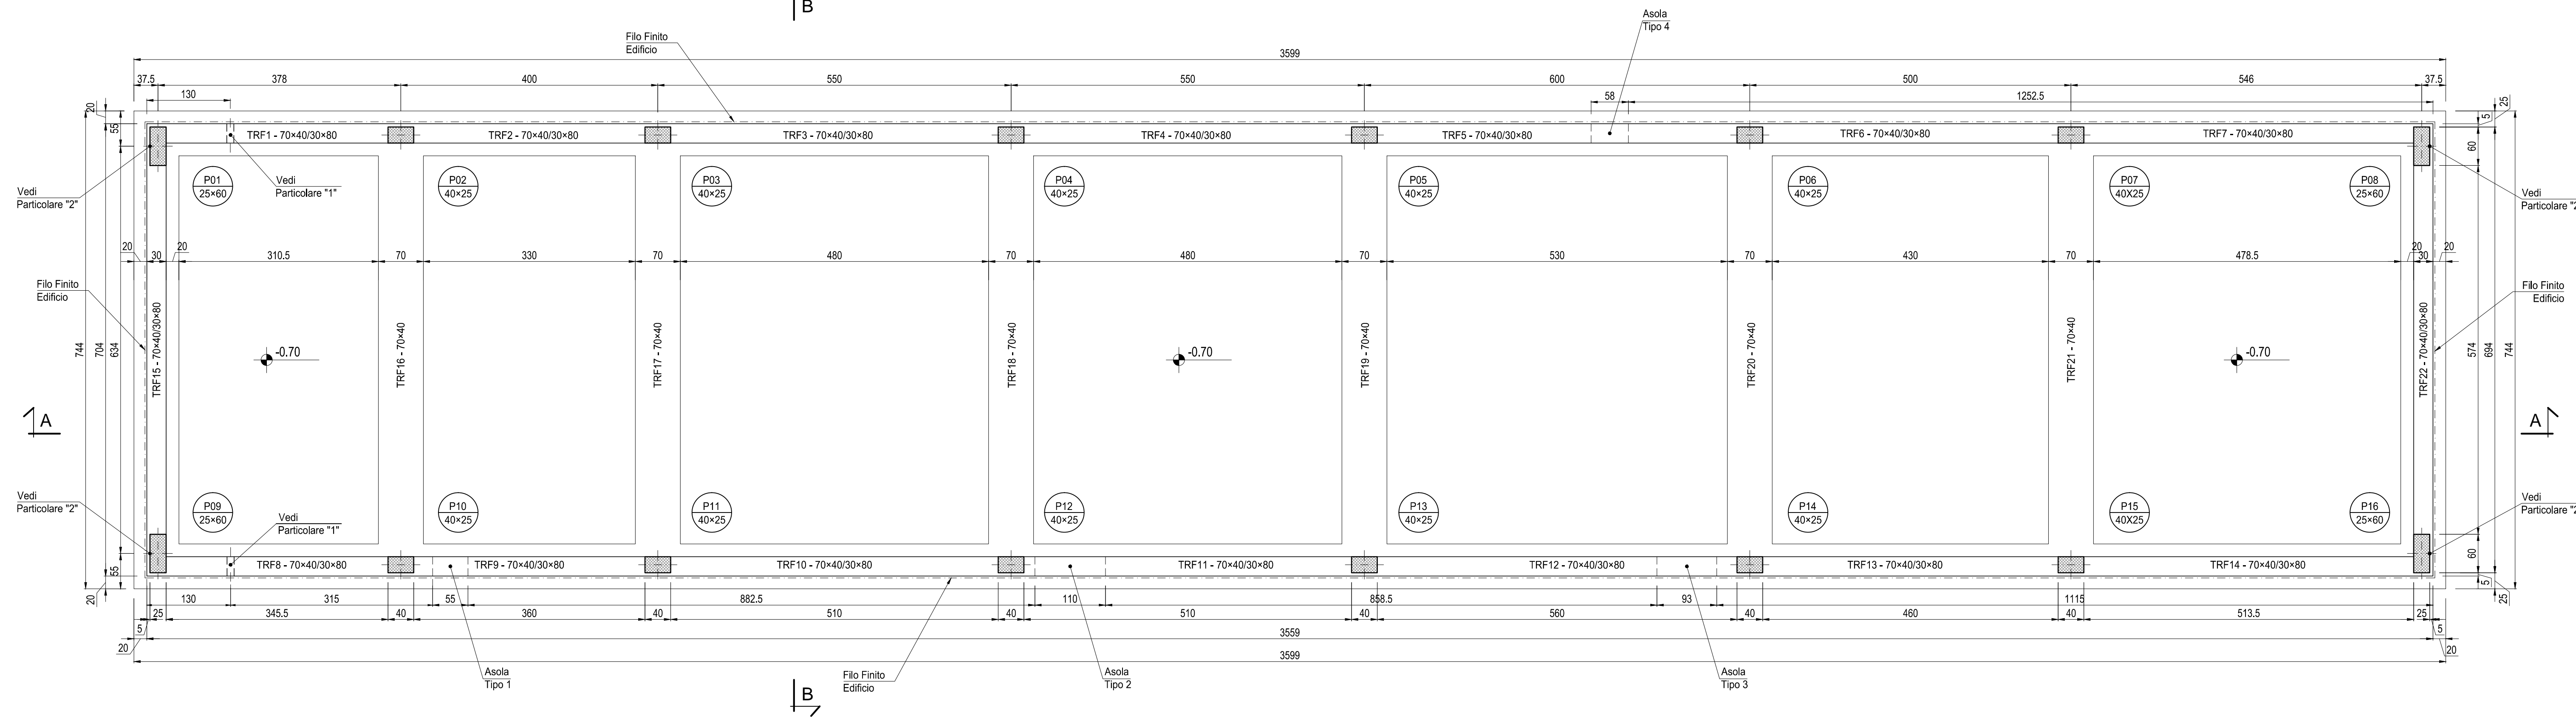 B
Asola
Tipo 4
Filo Finito
Edificio
3599
37.5 378 400 550 550 600 500 546 37.5
130 58 1252.5
20 55 25 5
TRF1 - 70×40/30×80 TRF2 - 70×40/30×80 TRF3 - 70×40/30×80 TRF4 - 70×40/30×80 TRF5 - 70×40/30×80 TRF6 - 70×40/30×80 TRF7 - 70×40/30×80
60
P01 P02 P03 P04 P05 P06 P07 P08
25×60 40×25 40×25 40×25 40×25 40×25 40X25 25×60
Vedi
Particolare "1"
Vedi
Particolare "2"
Vedi
Particolare "2
20 20 20 20
30 310.5 70 330 70 480 70 480 70 530 70 430 70 478.5 30
Filo Finito
Edificio
Filo Finito
Edificio
744 704 634
TRF15 - 70×40/30×80 TRF16 - 70×40 TRF17 - 70×40 TRF18 - 70×40 TRF19 - 70×40 TRF20 - 70×40 TRF21 - 70×40 TRF22 - 70×40/30×80
574 694 744
-0.70 -0.70 -0.70
A A
Vedi
Particolare "2"
Vedi
Particolare "2
P09 P10 P11 P12 P13 P14 P15 P16
25×60 40×25 40×25 40×25 40×25 40×25 40X25 25×60
Vedi
Particolare "1"
60
TRF8 - 70×40/30×80 TRF9 - 70×40/30×80 TRF10 - 70×40/30×80 TRF11 - 70×40/30×80 TRF12 - 70×40/30×80 TRF13 - 70×40/30×80 TRF14 - 70×40/30×80
20 55 5 25
130 315 55 882.5 110 858.5 93 1115
25 345.5 40 360 40 510 40 510 40 560 40 460 40 513.5 25
5 5
3559
20 20
3599
Asola
Tipo 1
Filo Finito
Edificio
Asola
Tipo 2
Asola
Tipo 3
B